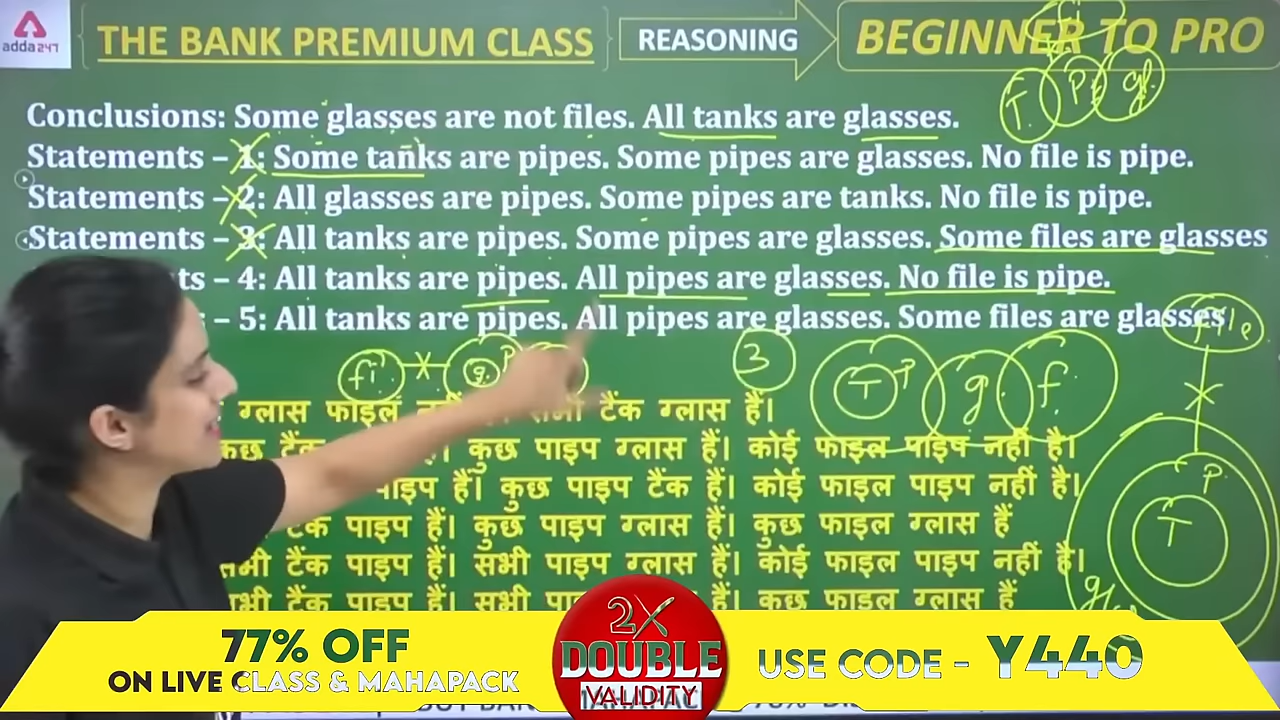 adda247
THE BANK PREMIUM CLASS
REASONING
BEGINNER TO PRO
Conclusions: Some glasses are not files. All tanks are glasses.
Statements – 1: Some tanks are pipes. Some pipes are glasses. No file is pipe.
Statements – 2: All glasses are pipes. Some pipes are tanks. No file is pipe.
Statements – 3: All tanks are pipes. Some pipes are glasses. Some files are glasses
ts – 4: All tanks are pipes. All pipes are glasses. No file is pipe.
– 5: All tanks are pipes. All pipes are glasses. Some files are glasses
fi
T. P. gl.
fi g P
3
T P g f
file
P
T
ग्लास फाइल टैंक ग्लास हैं।
कुछ पाइप ग्लास हैं। कोई फाइल पाइप नहीं है।
पाइप हैं। कुछ पाइप टैंक हैं। कोई फाइल पाइप नहीं है।
टैंक पाइप हैं। कुछ पाइप ग्लास हैं। कुछ फाइल ग्लास हैं
टैंक पाइप हैं। सभी पाइप ग्लास हैं। कोई फाइल पाइप नहीं है।
टैंक पाइप हैं। सभी हैं। कुछ फाइल ग्लास हैं
77% OFF
ON LIVE CLASS & MAHAPACK
2X
DOUBLE
VALIDITY
USE CODE - Y440